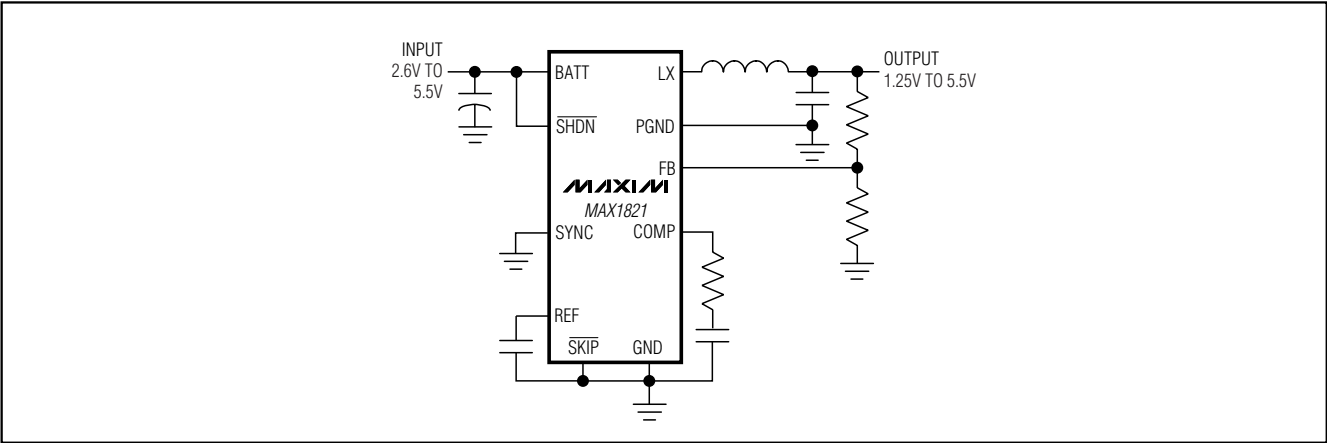 INPUT
2.6V TO
5.5V
BATT
SHDN
SYNC
REF
SKIP
GND
LX
PGND
FB
COMP
MAXIM
MAX1821
OUTPUT
1.25V TO 5.5V